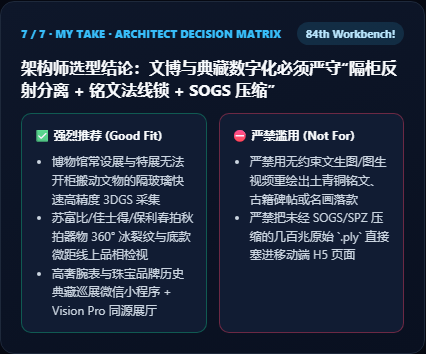 7 / 7 · MY TAKE · ARCHITECT DECISION MATRIX
84th Workbench!
架构师选型结论：文博与典藏数字化必须严守“隔柜反
射分离 + 铭文法线锁 + SOGS 压缩”
✅ 强烈推荐 (Good Fit)
• 博物馆常设展与特展无法
开柜搬动文物的隔玻璃快
速高精度 3DGS 采集
• 苏富比/佳士得/保利春拍秋
拍器物 360° 冰裂纹与底款
微距线上品相检视
• 高奢腕表与珠宝品牌历史
典藏巡展微信小程序 +
Vision Pro 同源展厅
⛔ 严禁滥用 (Not For)
• 严禁用无约束文生图/图生
视频重绘出土青铜铭文、
古籍碑帖或名画落款
• 严禁把未经 SOGS/SPZ 压
缩的几百兆原始 `.ply` 直接
塞进移动端 H5 页面